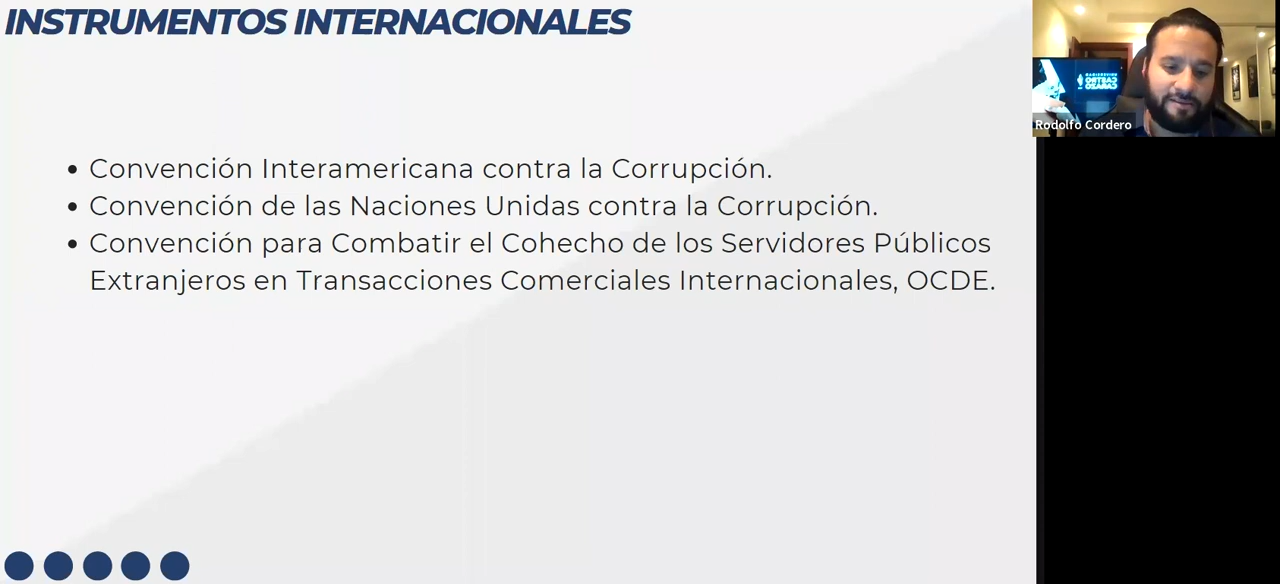 INSTRUMENTOS INTERNACIONALES
• Convención Interamericana contra la Corrupción.
• Convención de las Naciones Unidas contra la Corrupción.
• Convención para Combatir el Cohecho de los Servidores Públicos
Extranjeros en Transacciones Comerciales Internacionales, OCDE.
Rodolfo Cordero